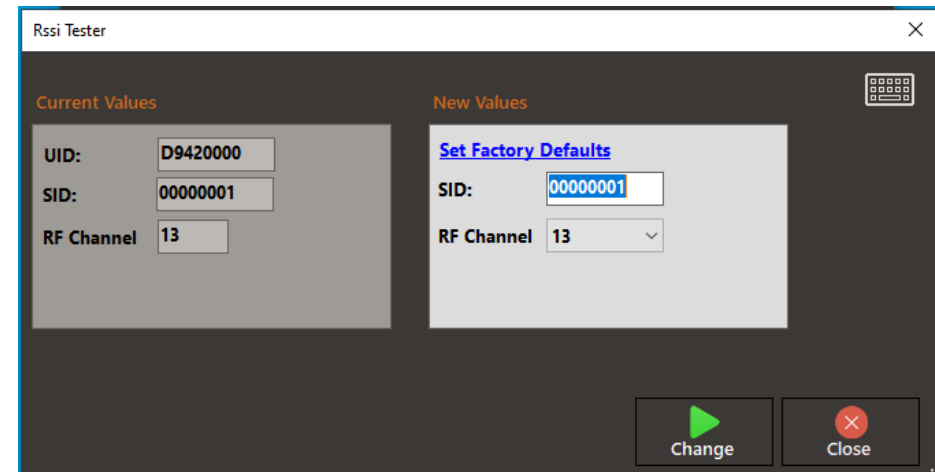 Rssi Tester
Current Values
UID: D9420000
SID: 00000001
RF Channel 13
New Values
Set Factory Defaults
SID: 00000001
RF Channel 13
Change
Close